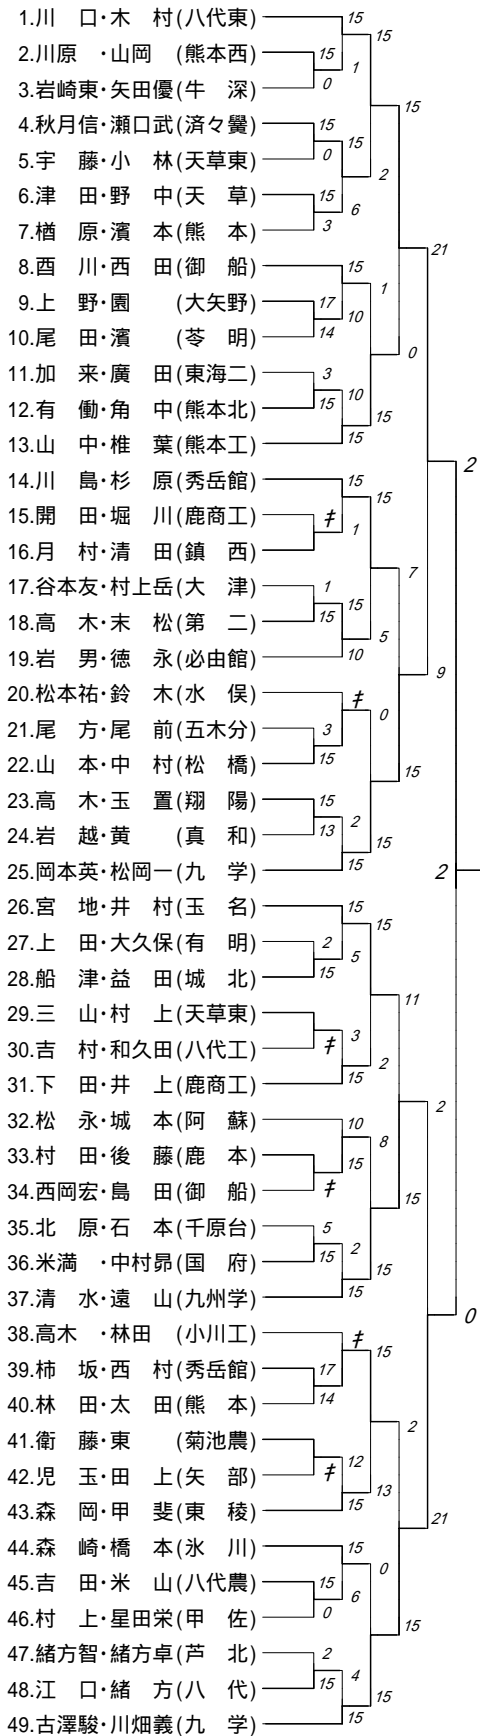 1.川　口・木　村(八代東)
15
15
2.川原　・山岡　(熊本西)
15
1
3.岩崎東・矢田優(牛　深)
0
15
4.秋月信・瀬口武(済々黌)
15
15
5.宇　藤・小　林(天草東)
0
2
6.津　田・野　中(天　草)
15
6
7.楢　原・濱　本(熊　本)
3
21
8.酉　川・西　田(御　船)
15
1
9.上　野・園　　(大矢野)
17
10
10.尾　田・濱　　(苓　明)
14
0
11.加　来・廣　田(東海二)
3
10
12.有　働・角　中(熊本北)
15
15
13.山　中・椎　葉(熊本工)
15
2
14.川　島・杉　原(秀岳館)
15
15
15.開　田・堀　川(鹿商工)
キ
1
16.月　村・清　田(鎮　西)
7
17.谷本友・村上岳(大　津)
1
15
18.高　木・末　松(第　二)
15
5
19.岩　男・徳　永(必由館)
10
9
20.松本祐・鈴　木(水　俣)
キ
0
21.尾　方・尾　前(五木分)
3
22.山　本・中　村(松　橋)
15
15
23.高　木・玉　置(翔　陽)
15
2
24.岩　越・黄　　(真　和)
13
15
25.岡本英・松岡一(九　学)
15
2
26.宮　地・井　村(玉　名)
15
15
27.上　田・大久保(有　明)
2
5
28.船　津・益　田(城　北)
15
11
29.三　山・村　上(天草東)
3
30.吉　村・和久田(八代工)
キ
2
31.下　田・井　上(鹿商工)
15
2
32.松　永・城　本(阿　蘇)
10
8
33.村　田・後　藤(鹿　本)
15
34.西岡宏・島　田(御　船)
キ
15
35.北　原・石　本(千原台)
5
2
36.米満　・中村昴(国　府)
15
15
37.清　水・遠　山(九州学)
15
0
38.高木　・林田　(小川工)
キ
15
39.柿　坂・西　村(秀岳館)
17
40.林　田・太　田(熊　本)
14
2
41.衛　藤・東　　(菊池農)
12
42.児　玉・田　上(矢　部)
キ
13
43.森　岡・甲　斐(東　稜)
15
21
44.森　崎・橋　本(氷　川)
15
0
45.吉　田・米　山(八代農)
15
6
46.村　上・星田栄(甲　佐)
0
15
47.緒方智・緒方卓(芦　北)
2
4
48.江　口・緒　方(八　代)
15
15
49.古澤駿・川畑義(九　学)
15